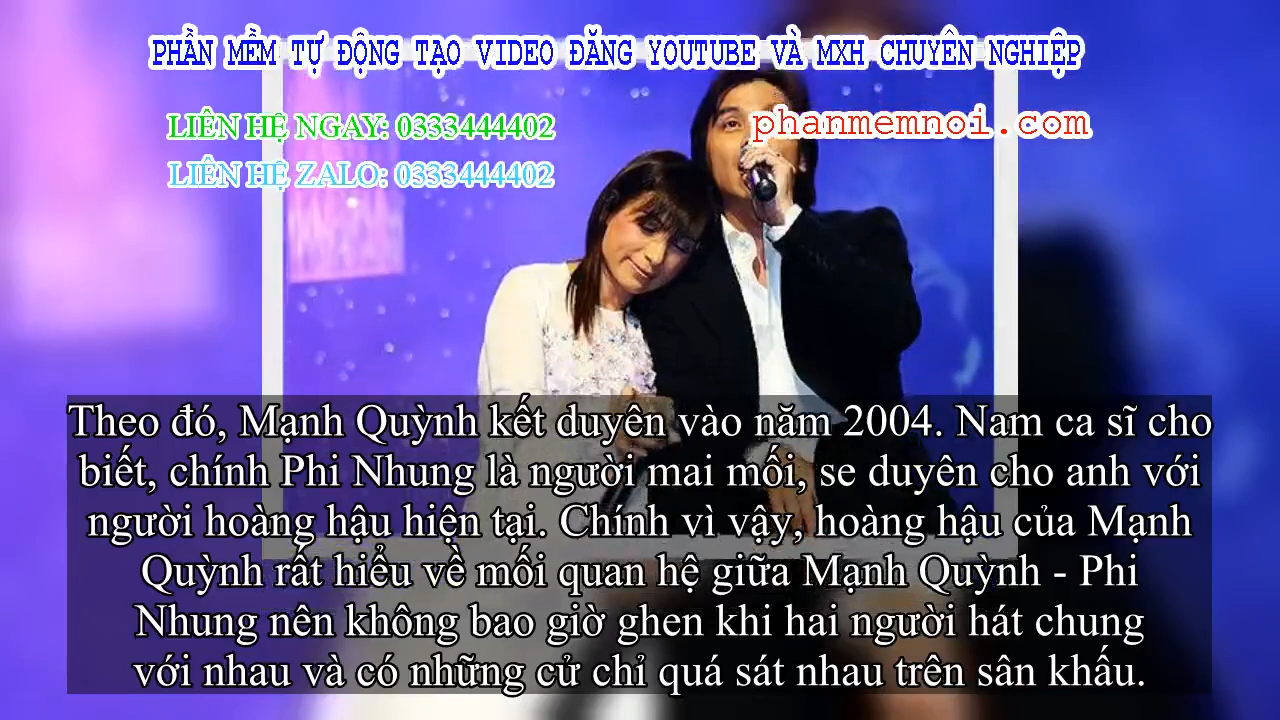 PHẦN MỀM TỰ ĐỘNG TẠO VIDEO ĐĂNG YOUTUBE VÀ MXH CHUYÊN NGHIỆP
LIÊN HỆ NGAY: 0333444402
phanmemnoi.com
LIÊN HỆ ZALO: 0333444402
Theo đó, Mạnh Quỳnh kết duyên vào năm 2004. Nam ca sĩ cho
biết, chính Phi Nhung là người mai mối, se duyên cho anh với
người hoàng hậu hiện tại. Chính vì vậy, hoàng hậu của Mạnh
Quỳnh rất hiểu về mối quan hệ giữa Mạnh Quỳnh - Phi
Nhung nên không bao giờ ghen khi hai người hát chung
với nhau và có những cử chỉ quá sát nhau trên sân khấu.